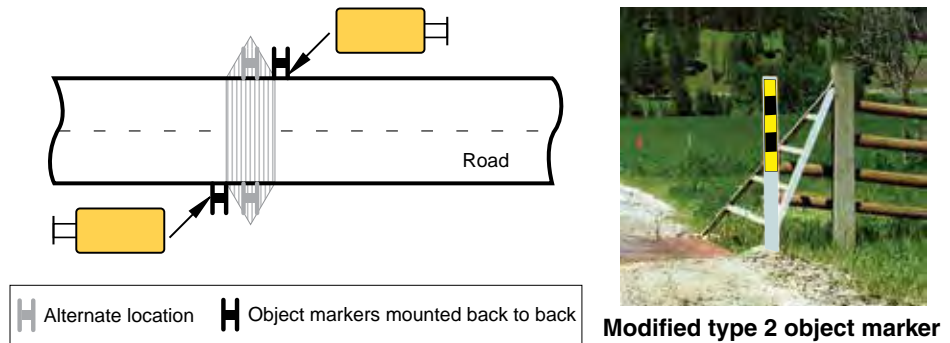 Road
Alternate location
Object markers mounted back to back
Modified type 2 object marker